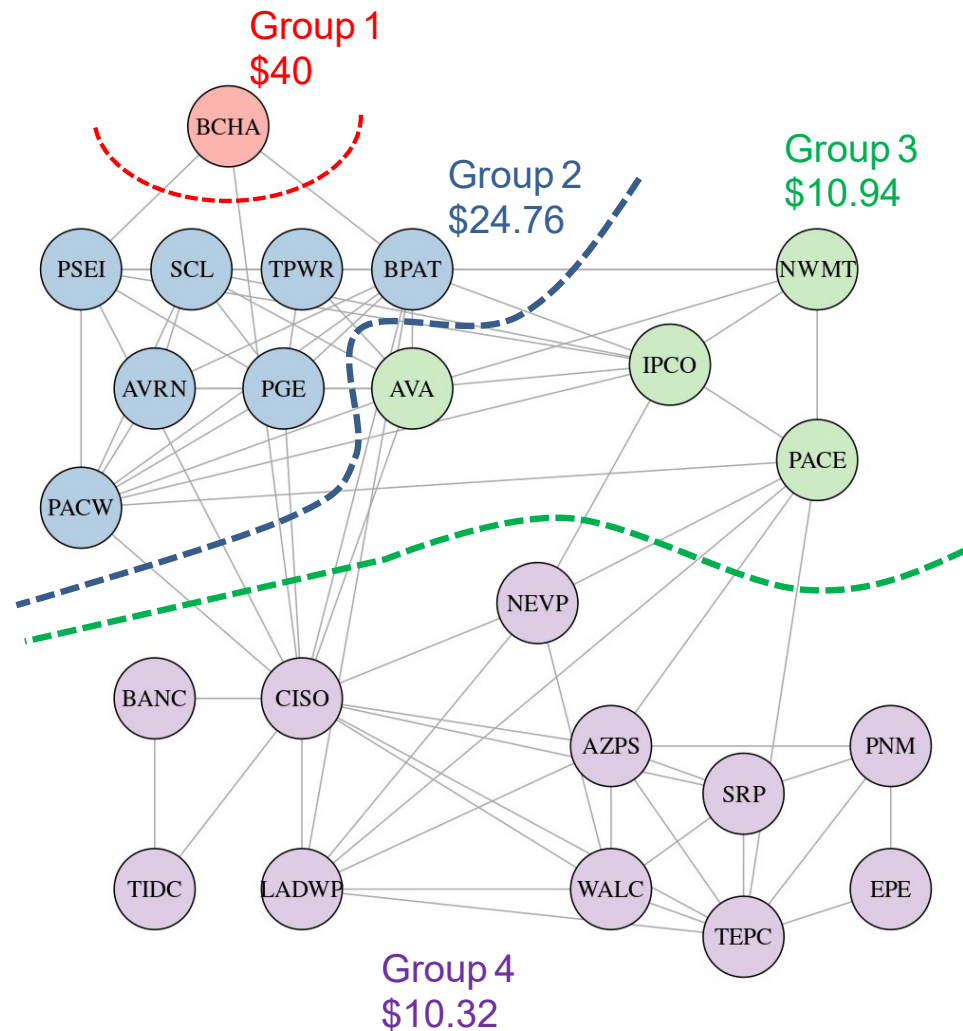 Group 1
$40
BCHA
Group 2
$24.76
Group 3
$10.94
PSEI
SCL
TPWR
BPAT
NWMT
IPCO
AVRN
PGE
AVA
PACE
PACW
NEVP
BANC
CISO
AZPS
PNM
SRP
TIDC
LADWP
WALC
EPE
TEPC
Group 4
$10.32